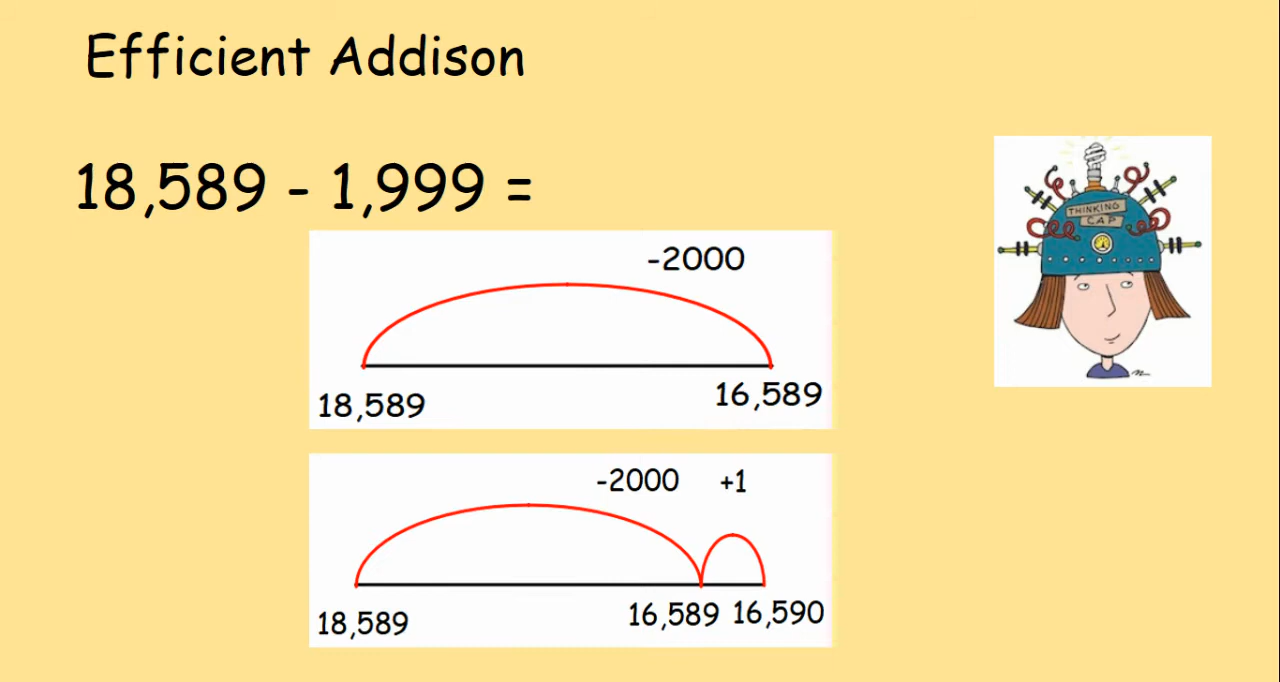 Efficient Addison
18,589 - 1,999 =
-2000
18,589
16,589
-2000 +1
18,589
16,589 16,590
THINKING
CAP